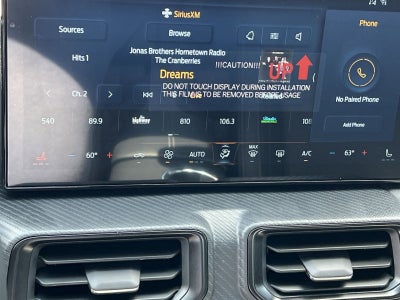 SiriusXM
Phone
Sources
Browse
Jonas Brothers Hometown Radio
The Cranberries
Hits 1
Dreams
!!!CAUTION!!!
UP
DO NOT TOUCH DISPLAY DURING INSTALLATION
THIS FILM IS TO BE REMOVED BEFORE USAGE
Ch. 2
Live
No Paired Phone
Add Phone
540
89.9
810
106.3
60°
AUTO
MAX
A/C
63°